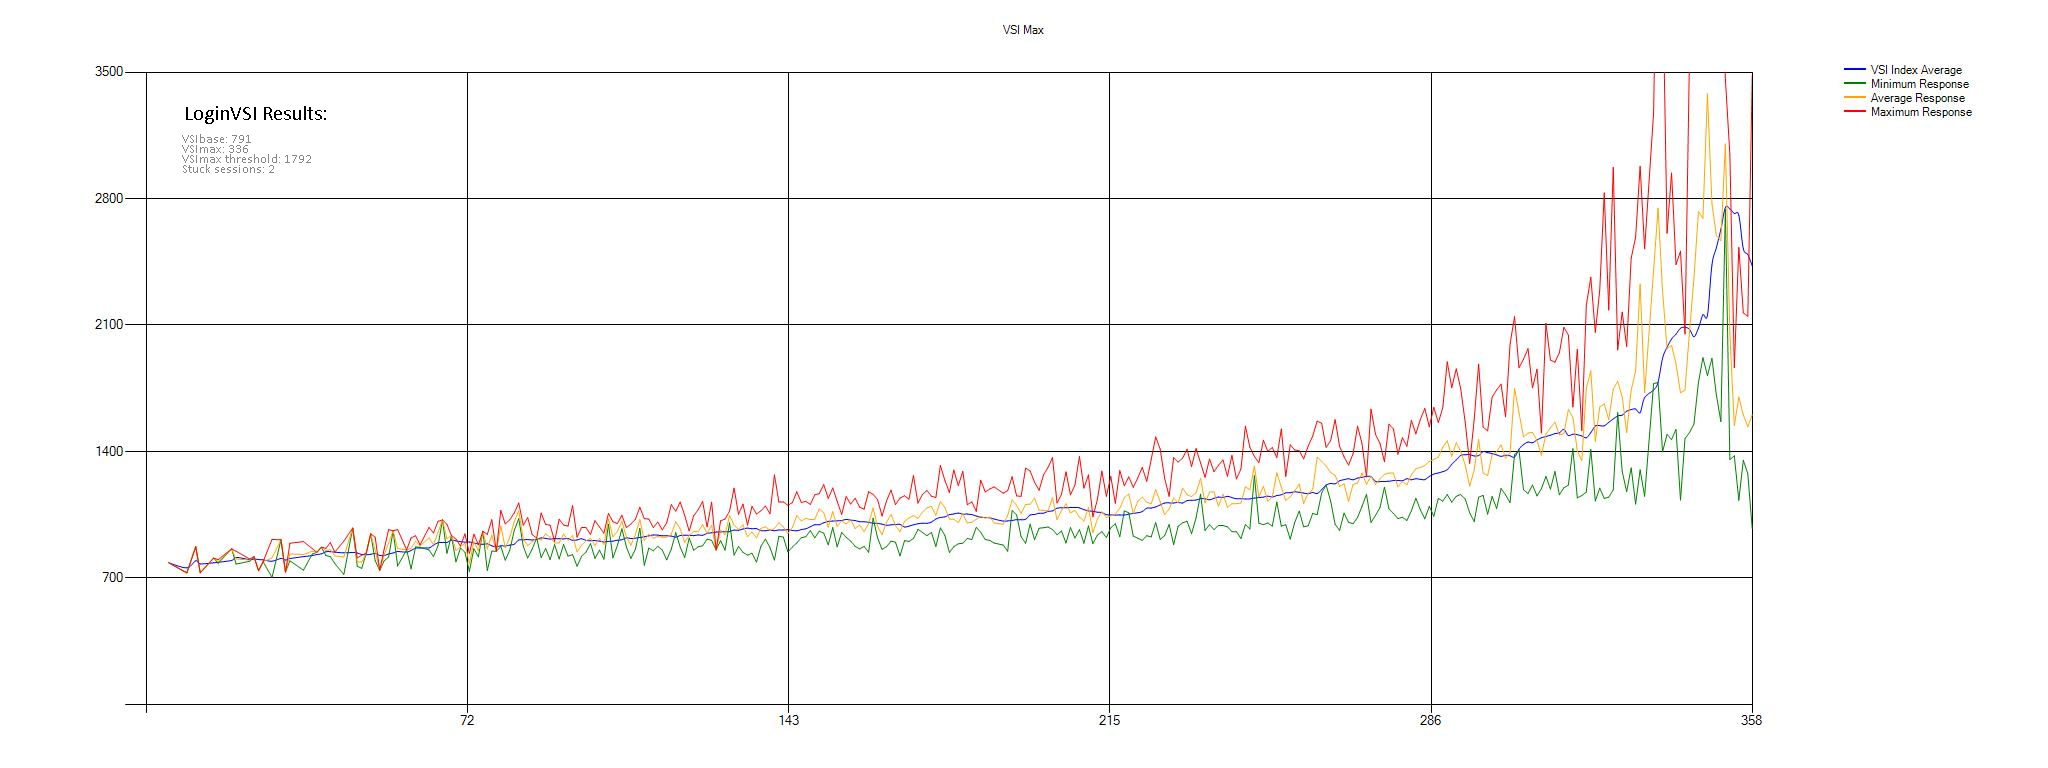 VSI Max
3500
2800
2100
1400
700
LoginVSI Results:
VSIbase: 791
VSImax: 336
VSImax threshold: 1792
Stuck sessions: 2
VSI Index Average
Minimum Response
Average Response
Maximum Response
72
143
215
286
358